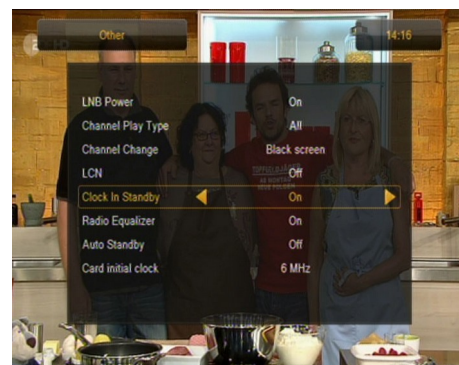 Other
14:16
LNB Power On
Channel Play Type All
Channel Change Black screen
LCN Off
Clock In Standby On
Radio Equalizer On
Auto Standby Off
Card initial clock 6 MHz